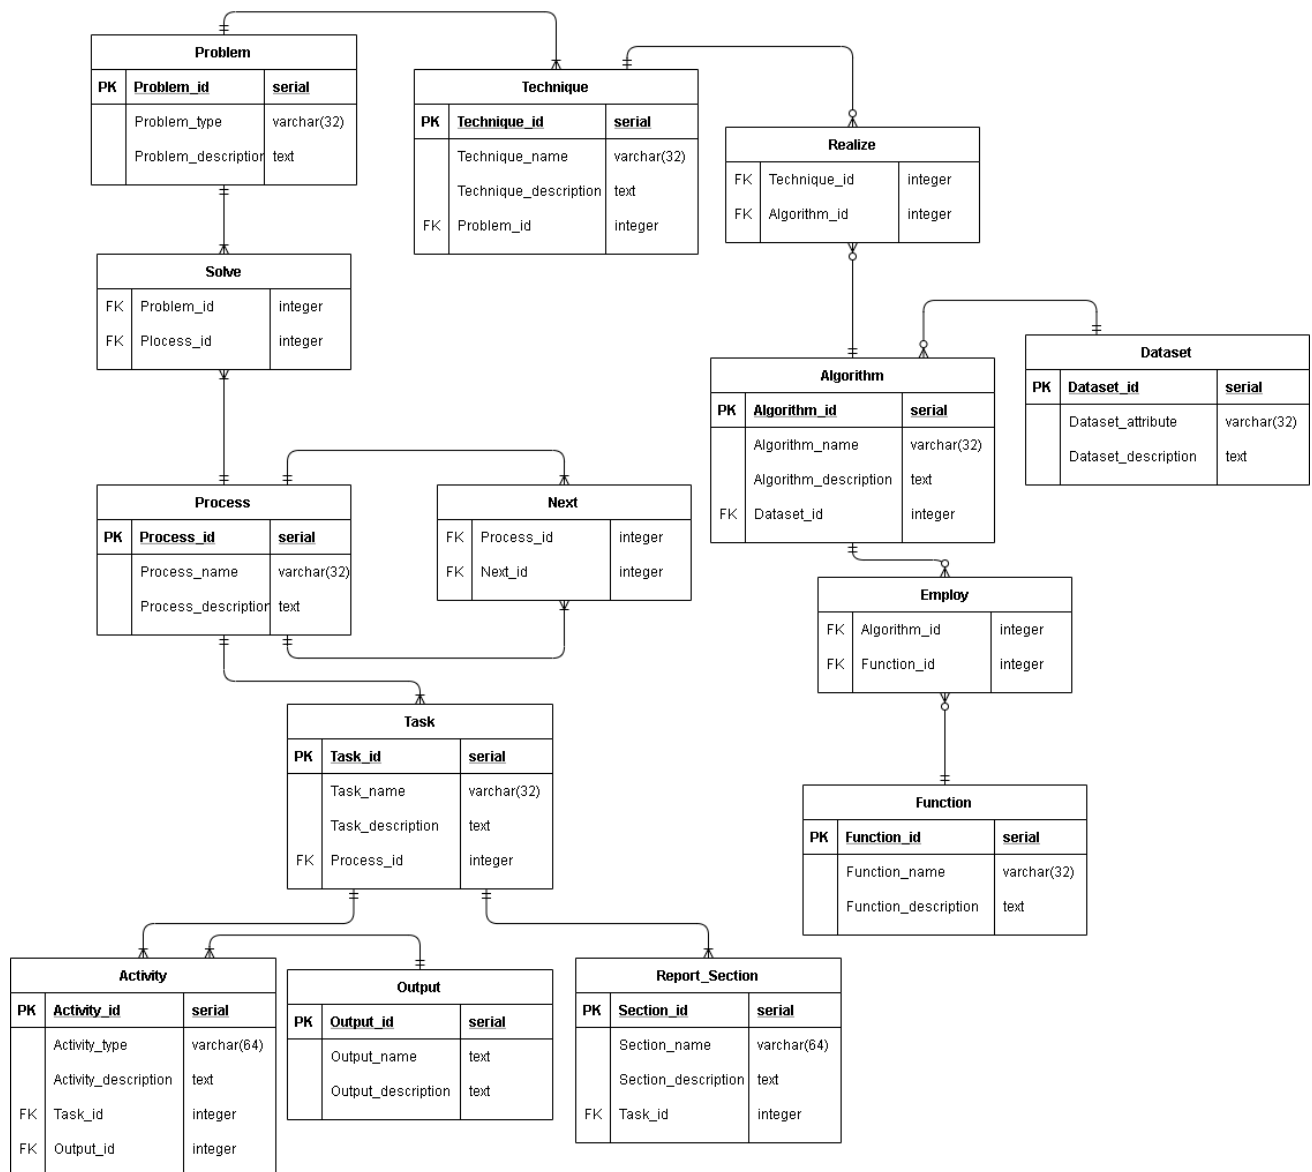 Problem
PK Problem_id serial
Problem_type varchar(32)
Problem_description text
Technique
PK Technique_id serial
Technique_name varchar(32)
Technique_description text
FK Problem_id integer
Realize
FK Technique_id integer
FK Algorithm_id integer
Solve
FK Problem_id integer
FK Plocess_id integer
Dataset
PK Dataset_id serial
Dataset_attribute varchar(32)
Dataset_description text
Algorithm
PK Algorithm_id serial
Algorithm_name varchar(32)
Algorithm_description text
FK Dataset_id integer
Process
PK Process_id serial
Process_name varchar(32)
Process_description text
Next
FK Process_id integer
FK Next_id integer
Employ
FK Algorithm_id integer
FK Function_id integer
Task
PK Task_id serial
Task_name varchar(32)
Task_description text
FK Process_id integer
Function
PK Function_id serial
Function_name varchar(32)
Function_description text
Activity
PK Activity_id serial
Activity_type varchar(64)
Activity_description text
FK Task_id integer
FK Output_id integer
Output
PK Output_id serial
Output_name text
Output_description text
Report_Section
PK Section_id serial
Section_name varchar(64)
Section_description text
FK Task_id integer